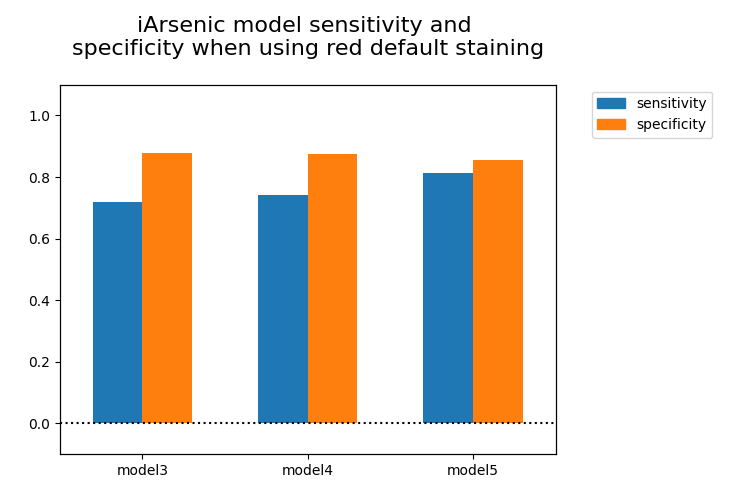 iArsenic model sensitivity and
specificity when using red default staining
sensitivity
specificity
1.0
0.8
0.6
0.4
0.2
0.0
model3
model4
model5